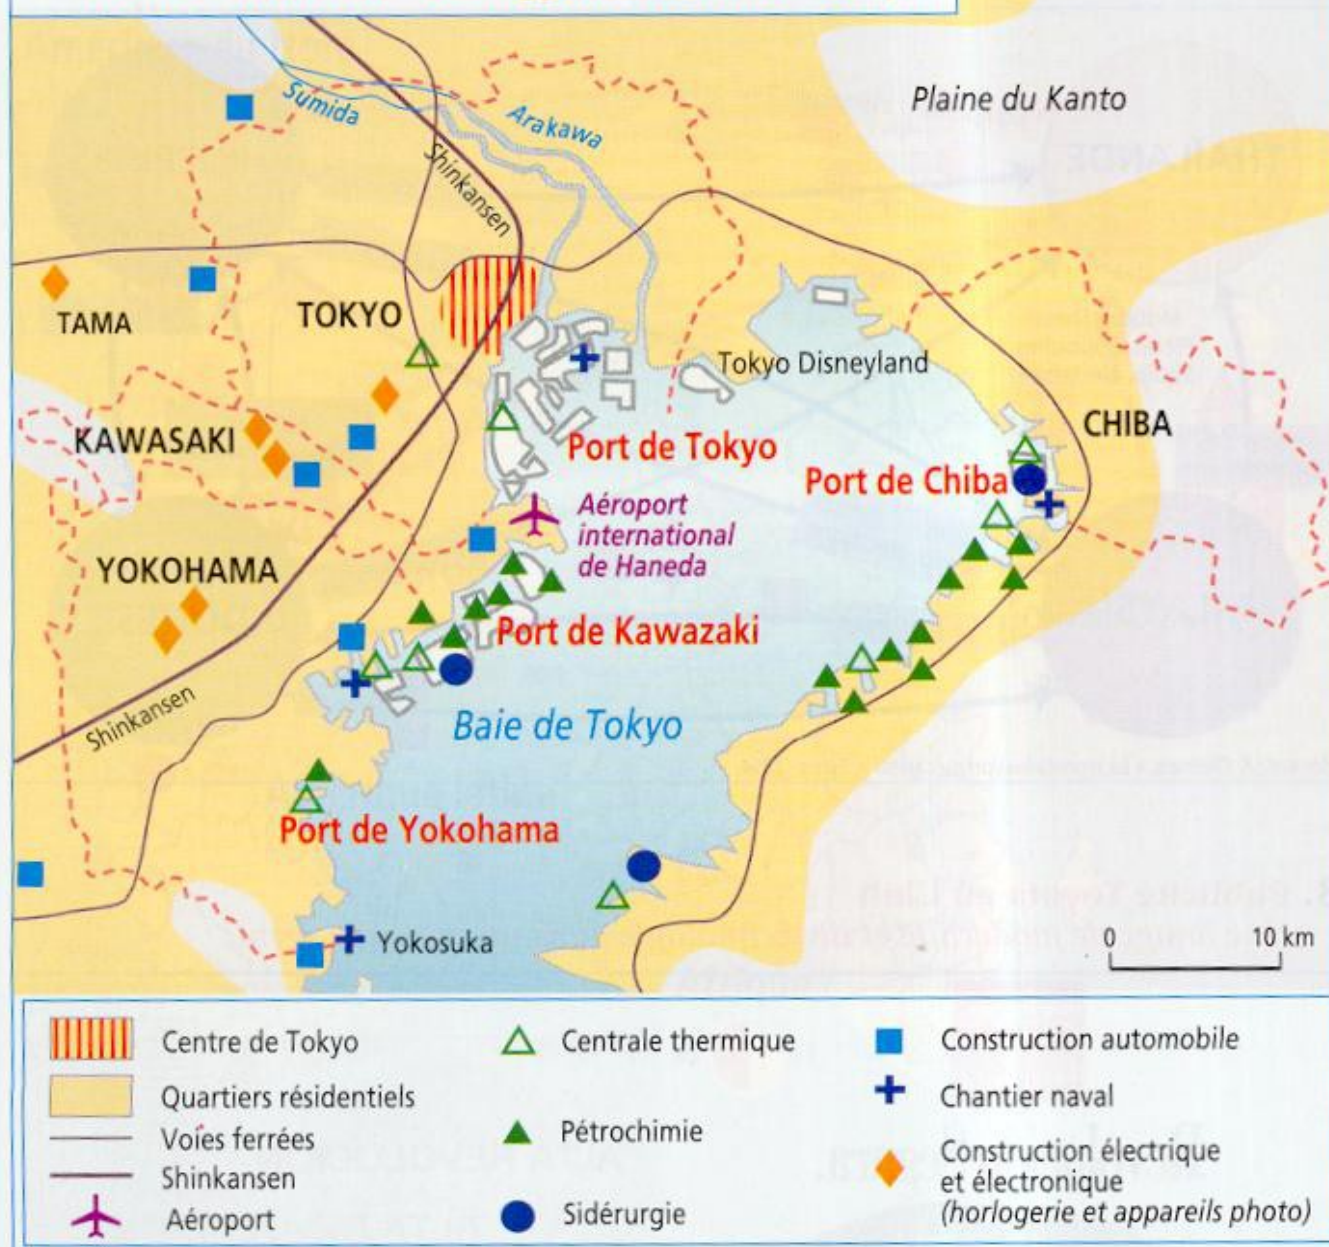 Plaine du Kanto
Sumida
Arakawa
Shinkansen
TAMA
TOKYO
Tokyo Disneyland
KAWASAKI
CHIBA
Port de Tokyo
Port de Chiba
Aéroport
international
de Haneda
YOKOHAMA
Port de Kawazaki
Shinkansen
Baie de Tokyo
Port de Yokohama
Yokosuka
0 10 km
Centre de Tokyo
Quartiers résidentiels
Voies ferrées
Shinkansen
Aéroport
Centrale thermique
Pétrochimie
Sidérurgie
Construction automobile
Chantier naval
Construction électrique
et électronique
(horlogerie et appareils photo)